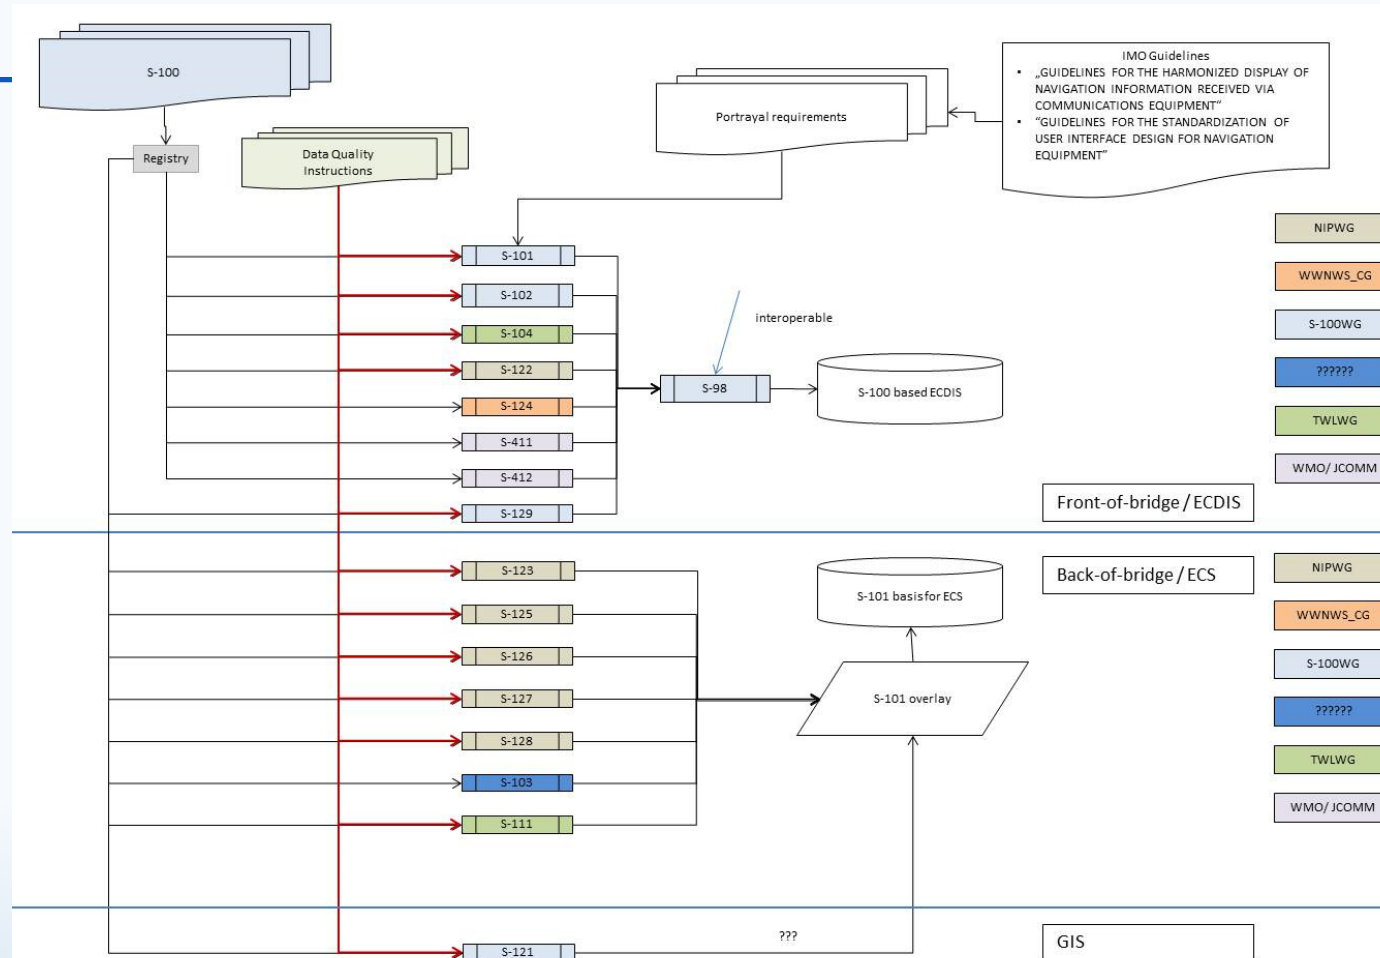 S-100
IMO Guidelines
• „GUIDELINES FOR THE HARMONIZED DISPLAY OF
NAVIGATION INFORMATION RECEIVED VIA
COMMUNICATIONS EQUIPMENT“
• “GUIDELINES FOR THE STANDARDIZATION OF
USER INTERFACE DESIGN FOR NAVIGATION
EQUIPMENT”
Portrayal requirements
Registry
Data Quality
Instructions
S-101
S-102
S-104
S-122
S-124
S-411
S-412
S-129
interoperable
S-98
S-100 based ECDIS
NIPWG
WWNWS_CG
S-100WG
??????
TWLWG
WMO/ JCOMM
Front-of-bridge / ECDIS
S-123
S-125
S-126
S-127
S-128
S-103
S-111
S-101 basis for ECS
S-101 overlay
Back-of-bridge / ECS
NIPWG
WWNWS_CG
S-100WG
??????
TWLWG
WMO/ JCOMM
S-121
???
GIS